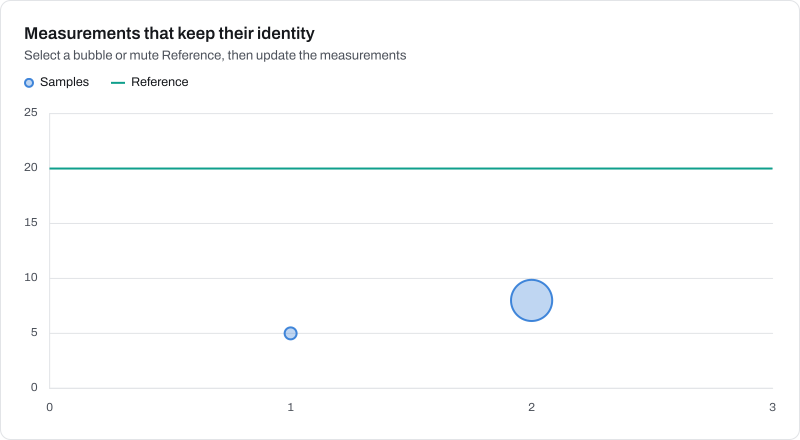 Measurements that keep their identity
Select a bubble or mute Reference, then update the measurements
Samples Reference
25
20
15
10
5
0
0 1 2 3